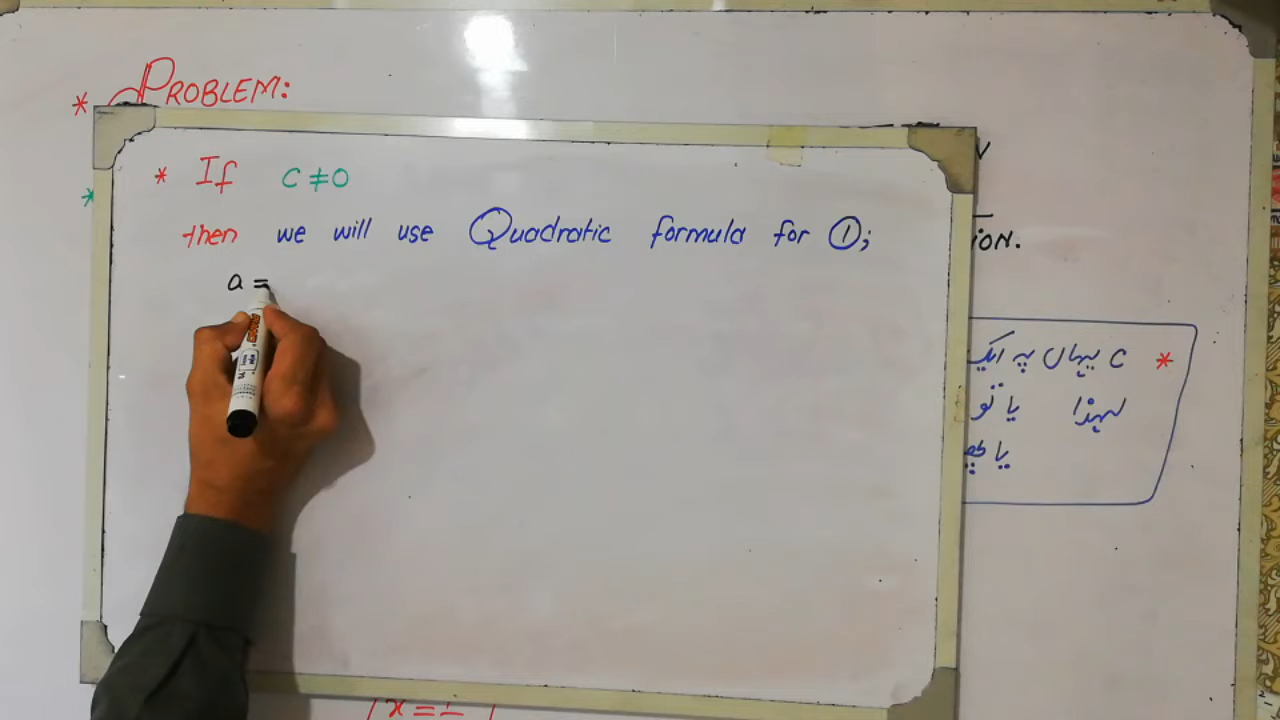 * PROBLEM:
* If c ≠ 0
then we will use Quadratic formula for ①;
a =
ION.
* c یہاں پہ ایک
لہذا یا تو
یا
*
x =